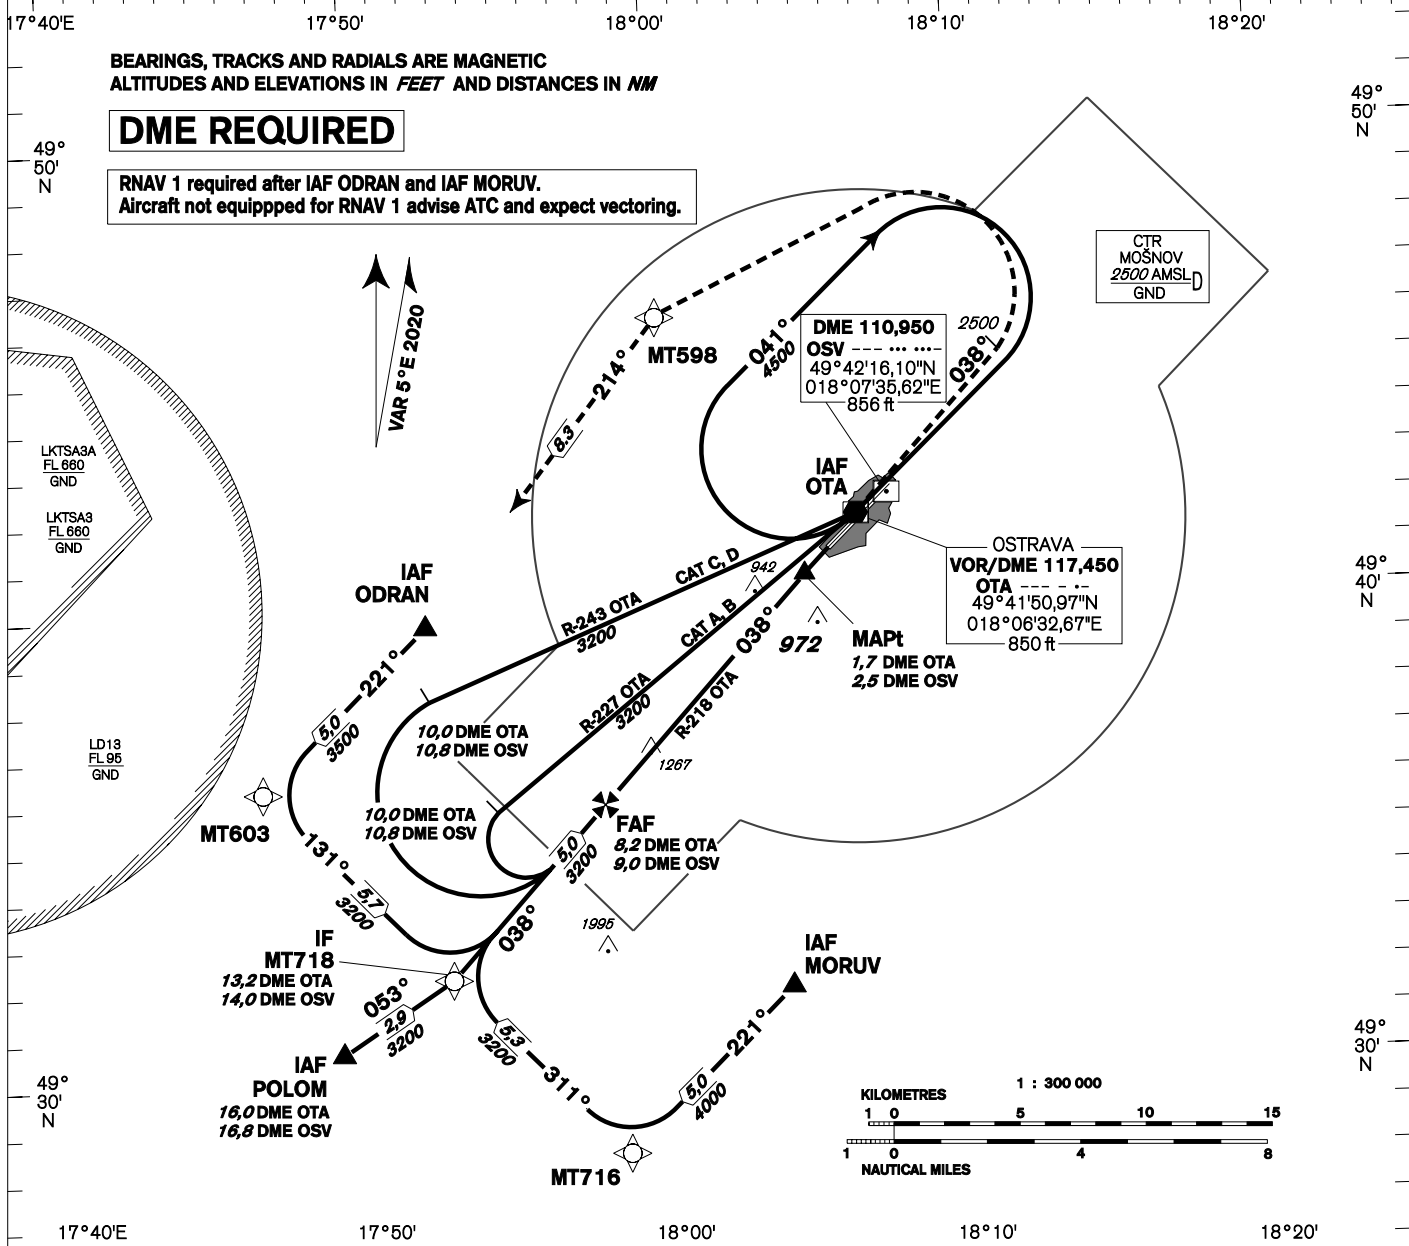 17°40'E 17°50' 18°00' 18°10' 18°20'
BEARINGS, TRACKS AND RADIALS ARE MAGNETIC
ALTITUDES AND ELEVATIONS IN FEET AND DISTANCES IN NM
DME REQUIRED
49°
50'
N
49°
50'
N
RNAV 1 required after IAF ODRAN and IAF MORUV.
Aircraft not equippped for RNAV 1 advise ATC and expect vectoring.
VAR 5°E 2020
CTR
MOŠNOV
2500 AMSL
GND
D
MT598
214°
8.3
041°
4500
DME 110,950
OSV --- ··· ···-
49°42'16,10"N
018°07'35,62"E
856 ft
2500
038°
LKTSA3A
FL 660
GND
LKTSA3
FL 660
GND
IAF
OTA
OSTRAVA
VOR/DME 117,450
OTA --- - ·-
49°41'50,97"N
018°06'32,67"E
850 ft
49°
40'
N
IAF
ODRAN
CAT C, D
R-243 OTA
3200
942
CAT A, B
R-227 OTA
3200
038°
972
MAPt
1,7 DME OTA
2,5 DME OSV
R-218 OTA
221°
5,0
3500
10,0 DME OTA
10,8 DME OSV
1267
LD13
FL 95
GND
MT603
10,0 DME OTA
10,8 DME OSV
FAF
8,2 DME OTA
9,0 DME OSV
5,0
3200
131°
5,7
3200
038°
1995
IF
MT718
13,2 DME OTA
14,0 DME OSV
053°
2,9
3200
IAF
MORUV
IAF
POLOM
16,0 DME OTA
16,8 DME OSV
5,3
3200
311°
221°
5,0
4000
MT716
49°
30'
N
49°
30'
N
1 : 300 000
KILOMETRES
1 0 5 10 15
1 0 4 8
NAUTICAL MILES
17°40'E 17°50' 18°00' 18°10' 18°20'